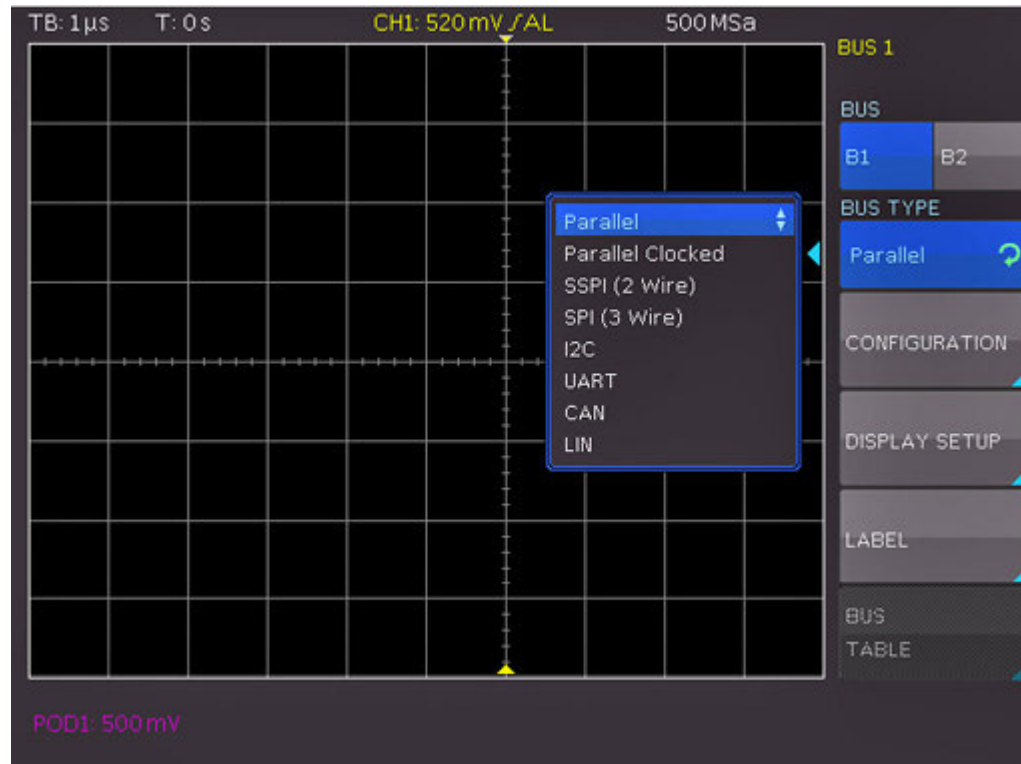 TB: 1µs T: 0 s CH1: 520 mV AL 500 MSa
BUS 1
BUS
B1 B2
BUS TYPE
Parallel
CONFIGURATION
DISPLAY SETUP
LABEL
BUS
TABLE
Parallel
Parallel Clocked
SSPI (2 Wire)
SPI (3 Wire)
I2C
UART
CAN
LIN
POD1: 500 mV